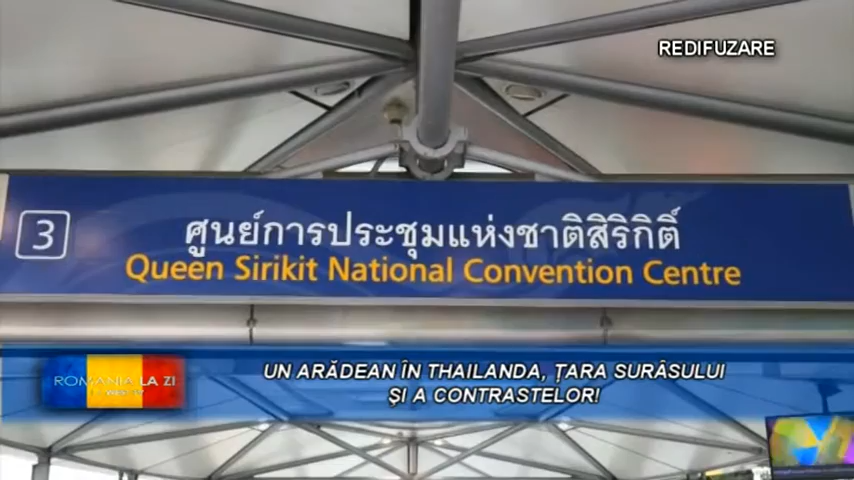 REDIFUZARE
3
ศูนย์การประชุมแห่งชาติสิริกิติ์
Queen Sirikit National Convention Centre
UN ARĂDEAN ÎN THAILANDA, ȚARA SURÂSULUI
ȘI A CONTRASTELOR!
ROMANIA LA ZI